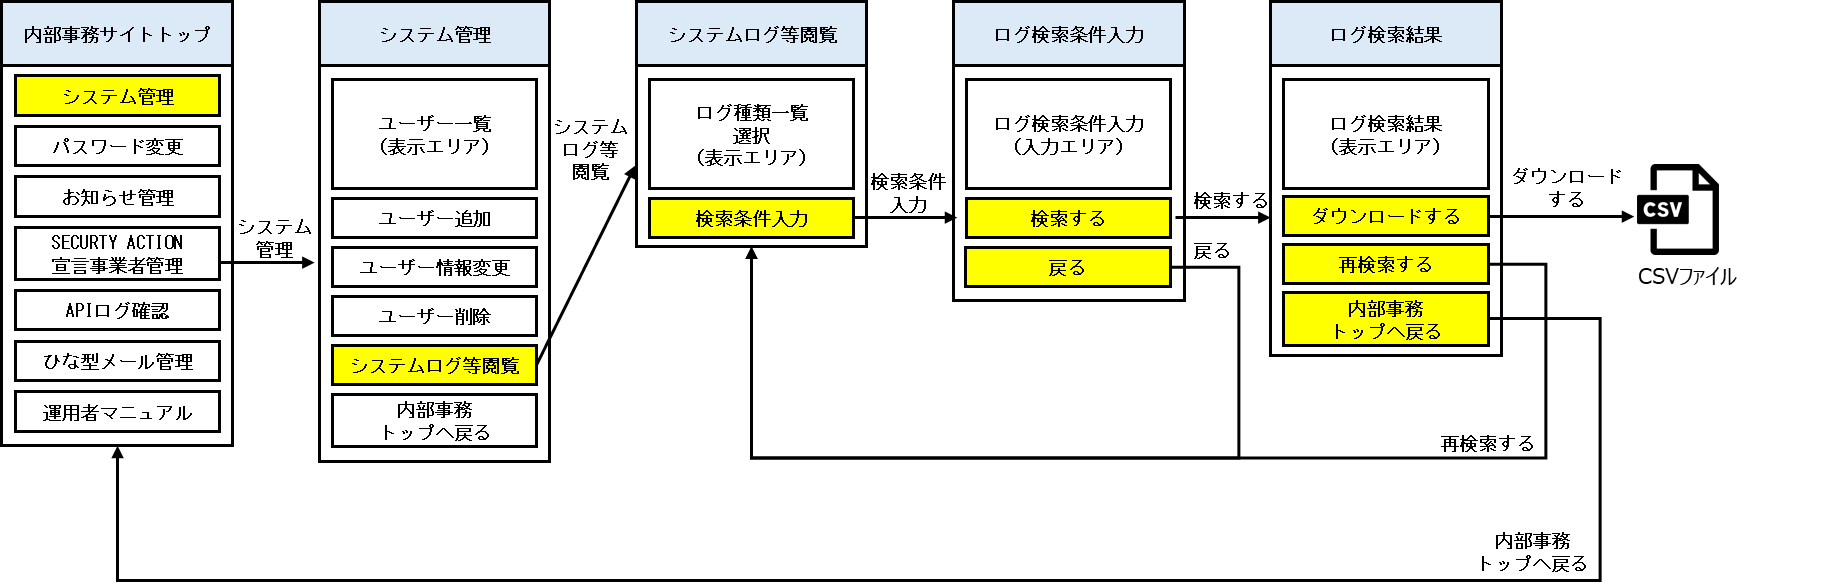 内部事務サイトトップ
システム管理
パスワード変更
お知らせ管理
SECURTY ACTION
宣言事業者管理
APIログ確認
ひな型メール管理
運用者マニュアル
システム
管理
システム管理
ユーザー一覧
（表示エリア）
ユーザー追加
ユーザー情報変更
ユーザー削除
システムログ等閲覧
内部事務
トップへ戻る
システム
ログ等
閲覧
システムログ等閲覧
ログ種類一覧
選択
（表示エリア）
検索条件入力
検索条件
入力
ログ検索条件入力
ログ検索条件入力
（入力エリア）
検索する
戻る
検索する
戻る
ログ検索結果
ログ検索結果
（表示エリア）
ダウンロードする
再検索する
内部事務
トップへ戻る
ダウンロード
する
CSV
CSVファイル
再検索する
内部事務
トップへ戻る